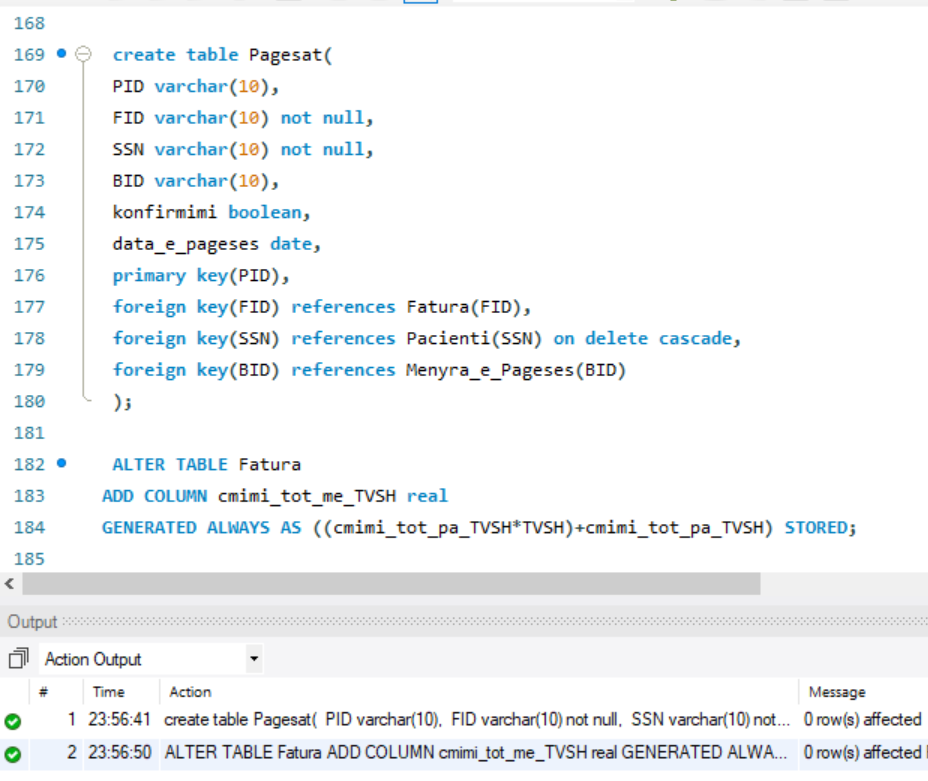 168
169 create table Pagesat(
170 PID varchar(10),
171 FID varchar(10) not null,
172 SSN varchar(10) not null,
173 BID varchar(10),
174 konfirmimi boolean,
175 data_e_pageses date,
176 primary key(PID),
177 foreign key(FID) references Fatura(FID),
178 foreign key(SSN) references Pacienti(SSN) on delete cascade,
179 foreign key(BID) references Menyra_e_Pageses(BID)
180 );
181
182 ALTER TABLE Fatura
183 ADD COLUMN cmimi_tot_me_TVSH real
184 GENERATED ALWAYS AS ((cmimi_tot_pa_TVSH*TVSH)+cmimi_tot_pa_TVSH) STORED;
185
Output
Action Output
# Time Action Message
1 23:56:41 create table Pagesat( PID varchar(10), FID varchar(10) not null, SSN varchar(10) not... 0 row(s) affected
2 23:56:50 ALTER TABLE Fatura ADD COLUMN cmimi_tot_me_TVSH real GENERATED ALWA... 0 row(s) affected